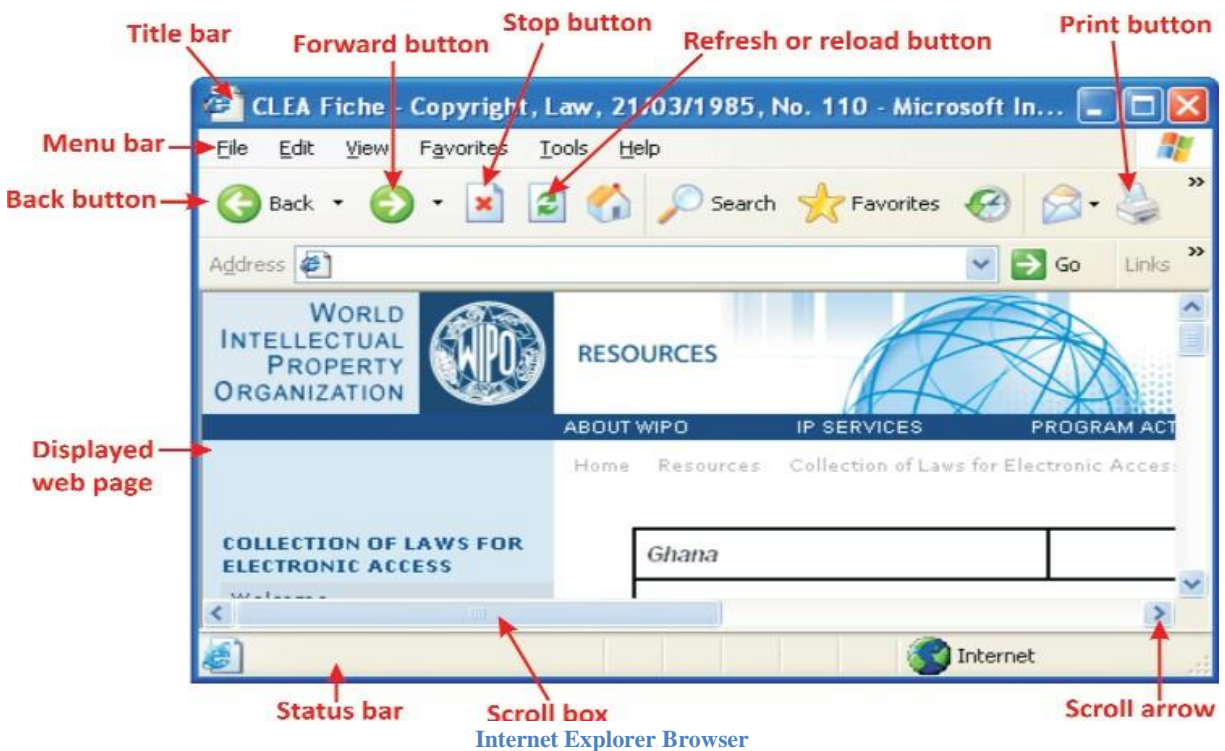 Title bar
Forward button
Stop button
Refresh or reload button
Print button
CLEA Fiche - Copyright, Law, 21/03/1985, No. 110 - Microsoft In...
Menu bar
File Edit View Favorites Tools Help
Back button
Back Search Favorites »
Address Go Links »
WORLD
INTELLECTUAL
PROPERTY
ORGANIZATION
WIPO
RESOURCES
ABOUT WIPO IP SERVICES PROGRAM ACT
Home Resources Collection of Laws for Electronic Acces
Displayed
web page
COLLECTION OF LAWS FOR
ELECTRONIC ACCESS
Ghana
Welcome
Internet
Status bar
Scroll box
Scroll arrow
Internet Explorer Browser